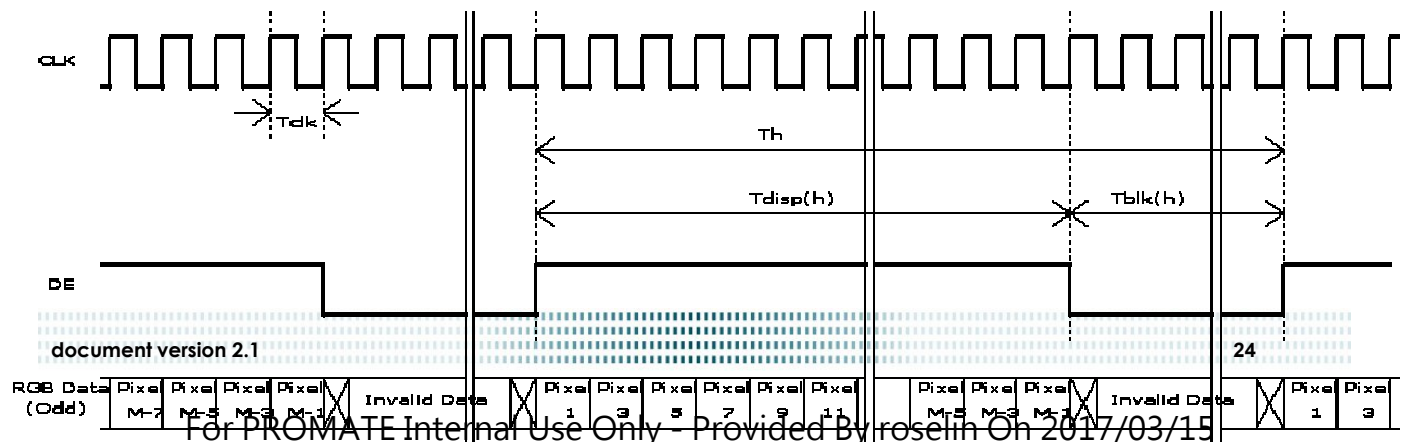 CLK
Tclk
Th
Tdisp(h) Tblk(h)
DE
document version 2.1 24
RGB Data (Odd) Pixel M-7 Pixel M-5 Pixel M-3 Pixel M-1 Invalid Data Pixel 1 Pixel 3 Pixel 5 Pixel 7 Pixel 9 Pixel 11 Pixel M-5 Pixel M-3 Pixel M-1 Invalid Data Pixel 1 Pixel 3
For PROMATE Internal Use Only - Provided By roselih On 2017/03/15